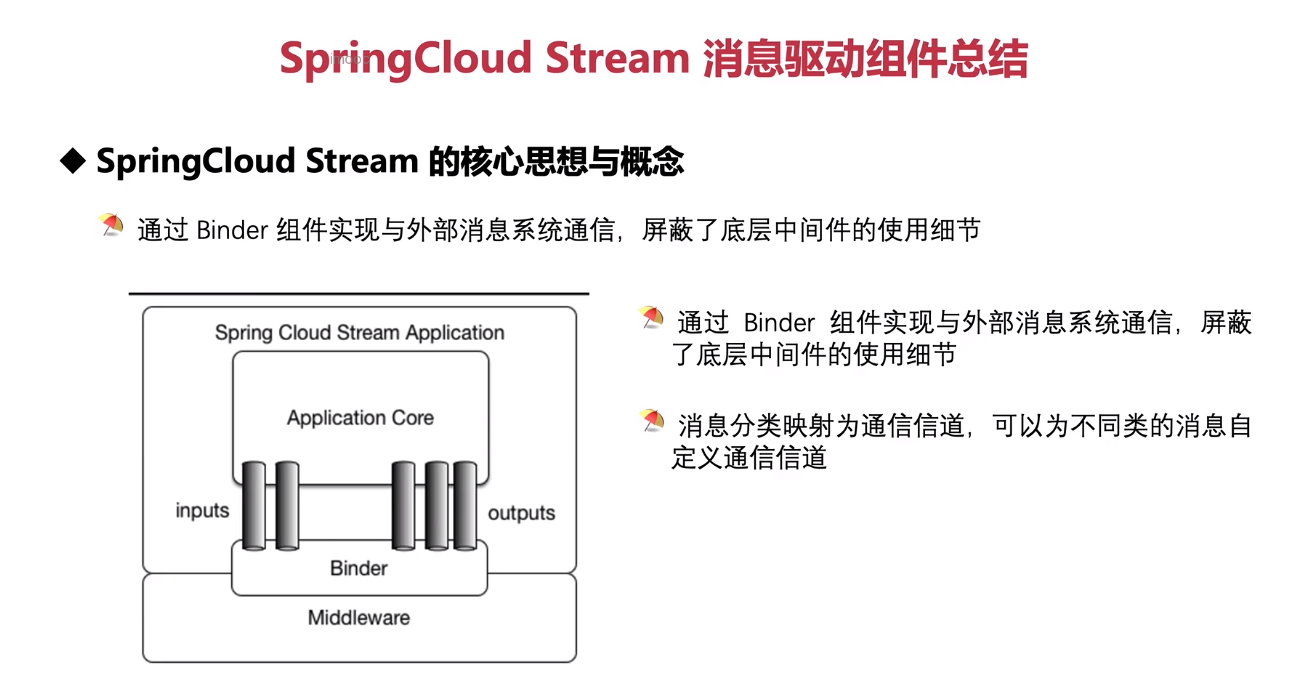 SpringCloud Stream 消息驱动组件总结
◆ SpringCloud Stream 的核心思想与概念
通过 Binder 组件实现与外部消息系统通信，屏蔽了底层中间件的使用细节
Spring Cloud Stream Application
Application Core
inputs
outputs
Binder
Middleware
通过 Binder 组件实现与外部消息系统通信，屏蔽
了底层中间件的使用细节
消息分类映射为通信信道，可以为不同类的消息自
定义通信信道